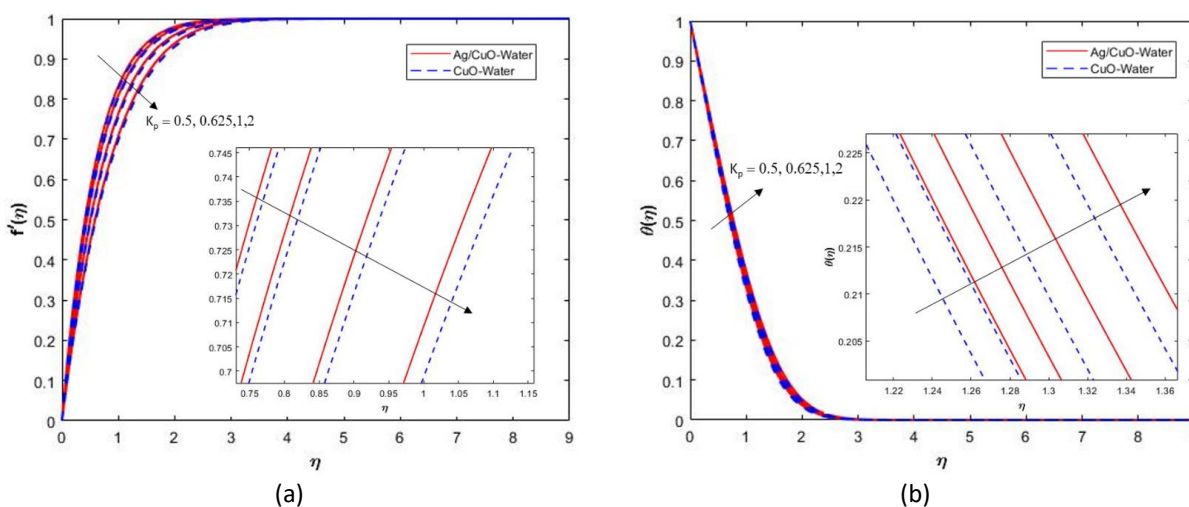 1
0.9
0.8
0.7
0.6
0.5
0.4
0.3
0.2
0.1
0
f'(η)
0 1 2 3 4 5 6 7 8 9
η
Ag/CuO-Water
CuO-Water
Kp = 0.5, 0.625,1,2
0.745
0.74
0.735
0.73
0.725
0.72
0.715
0.71
0.705
0.7
0.75 0.8 0.85 0.9 0.95 1 1.05 1.1 1.15
η
(a)
1
0.9
0.8
0.7
0.6
0.5
0.4
0.3
0.2
0.1
0
θ(η)
0 1 2 3 4 5 6 7 8
η
Ag/CuO-Water
CuO-Water
Kp = 0.5, 0.625,1,2
0.225
0.22
0.215
0.21
0.205
θ(η)
1.22 1.24 1.26 1.28 1.3 1.32 1.34 1.36
η
(b)